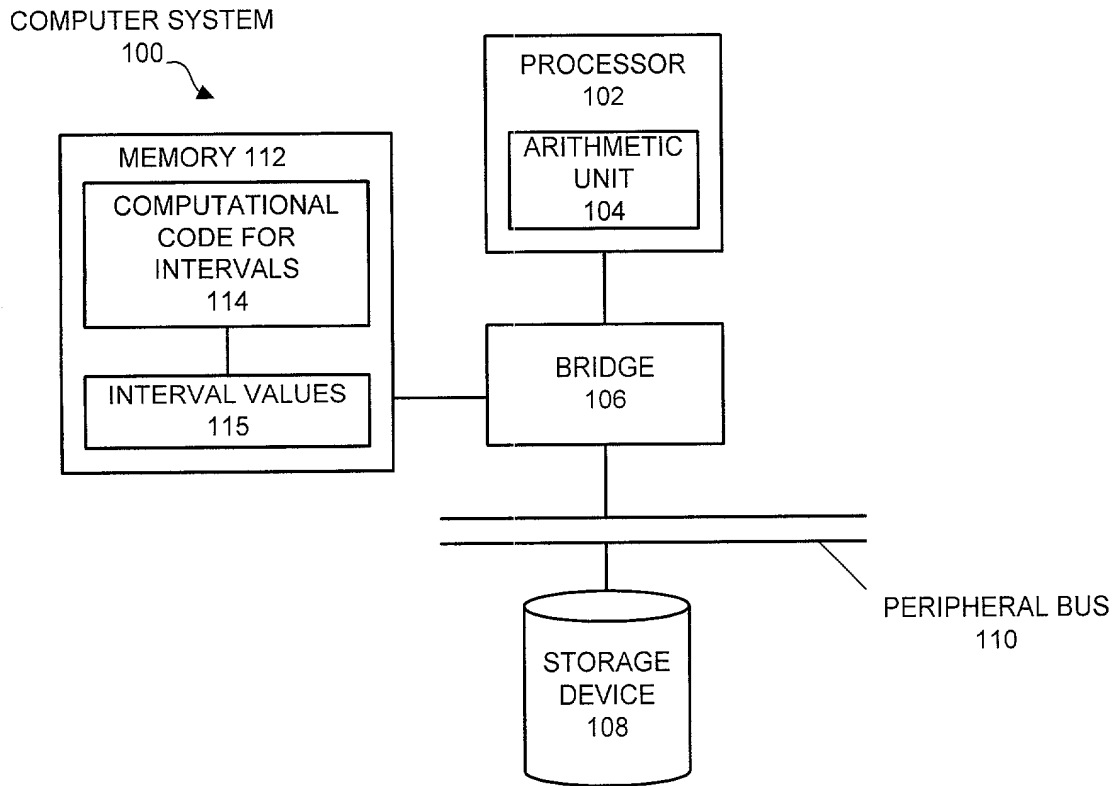 COMPUTER SYSTEM
100
PROCESSOR
102
ARITHMETIC
UNIT
104
MEMORY 112
COMPUTATIONAL
CODE FOR
INTERVALS
114
INTERVAL VALUES
115
BRIDGE
106
PERIPHERAL BUS
110
STORAGE
DEVICE
108